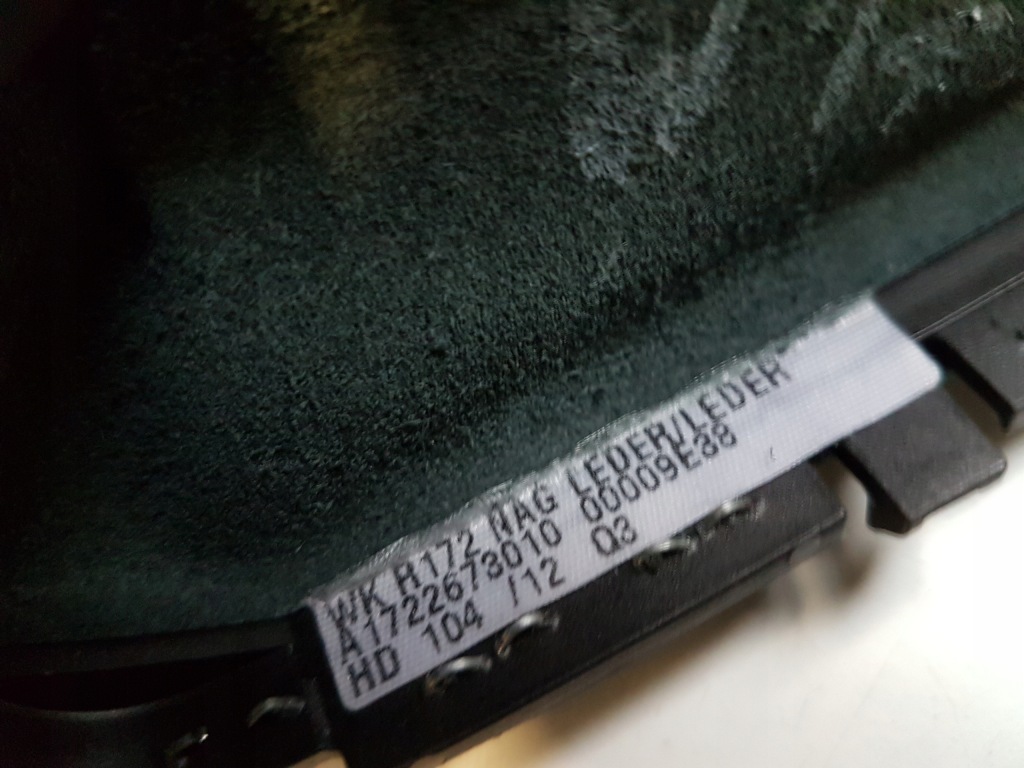 WK R172 NAG LEDER/LEDER
A1722673010 00009E38
HD 104 /12 Q3